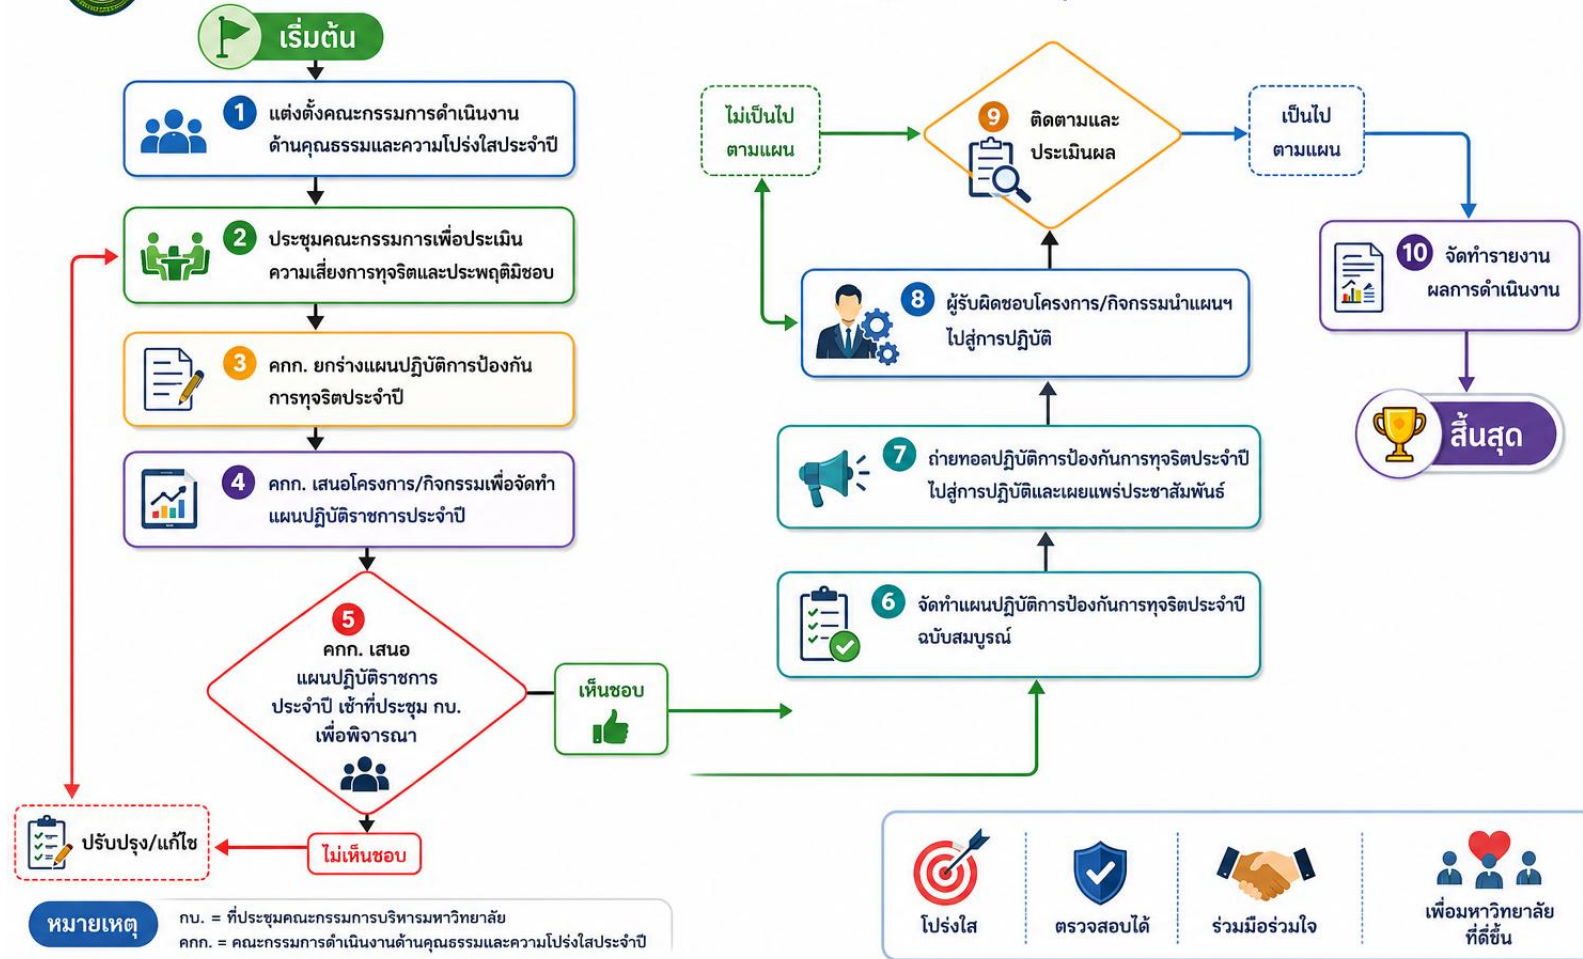 เริ่มต้น
1 แต่งตั้งคณะกรรมการดำเนินงาน
ด้านคุณธรรมและความโปร่งใสประจำปี
2 ประชุมคณะกรรมการเพื่อประเมิน
ความเสี่ยงการทุจริตและประพฤติมิชอบ
3 คกก. ยกร่างแผนปฏิบัติการป้องกัน
การทุจริตประจำปี
4 คกก. เสนอโครงการ/กิจกรรมเพื่อจัดทำ
แผนปฏิบัติราชการประจำปี
5
คกก. เสนอ
แผนปฏิบัติราชการ
ประจำปี เช้าที่ประชุม กบ.
เพื่อพิจารณา
เห็นชอบ
ไม่เห็นชอบ
ปรับปรุง/แก้ไช
6 จัดทำแผนปฏิบัติการป้องกันการทุจริตประจำปี
ฉบับสมบูรณ์
7 ถ่ายทอลปฏิบัติการป้องกันการทุจริตประจำปี
ไปสู่การปฏิบัติและเผยแพร่ประชาสัมพันธ์
8 ผู้รับผิดชอบโครงการ/กิจกรรมนำแผนฯ
ไปสู่การปฏิบัติ
ไม่เป็นไป
ตามแผน
9 ติดตามและ
ประเมินผล
เป็นไป
ตามแผน
10 จัดทำรายงาน
ผลการดำเนินงาน
สิ้นสุด
หมายเหตุ
กบ. = ที่ประชุมคณะกรรมการบริหารมหาวิทยาลัย
คกก. = คณะกรรมการดำเนินงานด้านคุณธรรมและความโปร่งใสประจำปี
โปร่งใส
ตรวจสอบได้
ร่วมมือร่วมใจ
เพื่อมหาวิทยาลัย
ที่ดีขึ้น